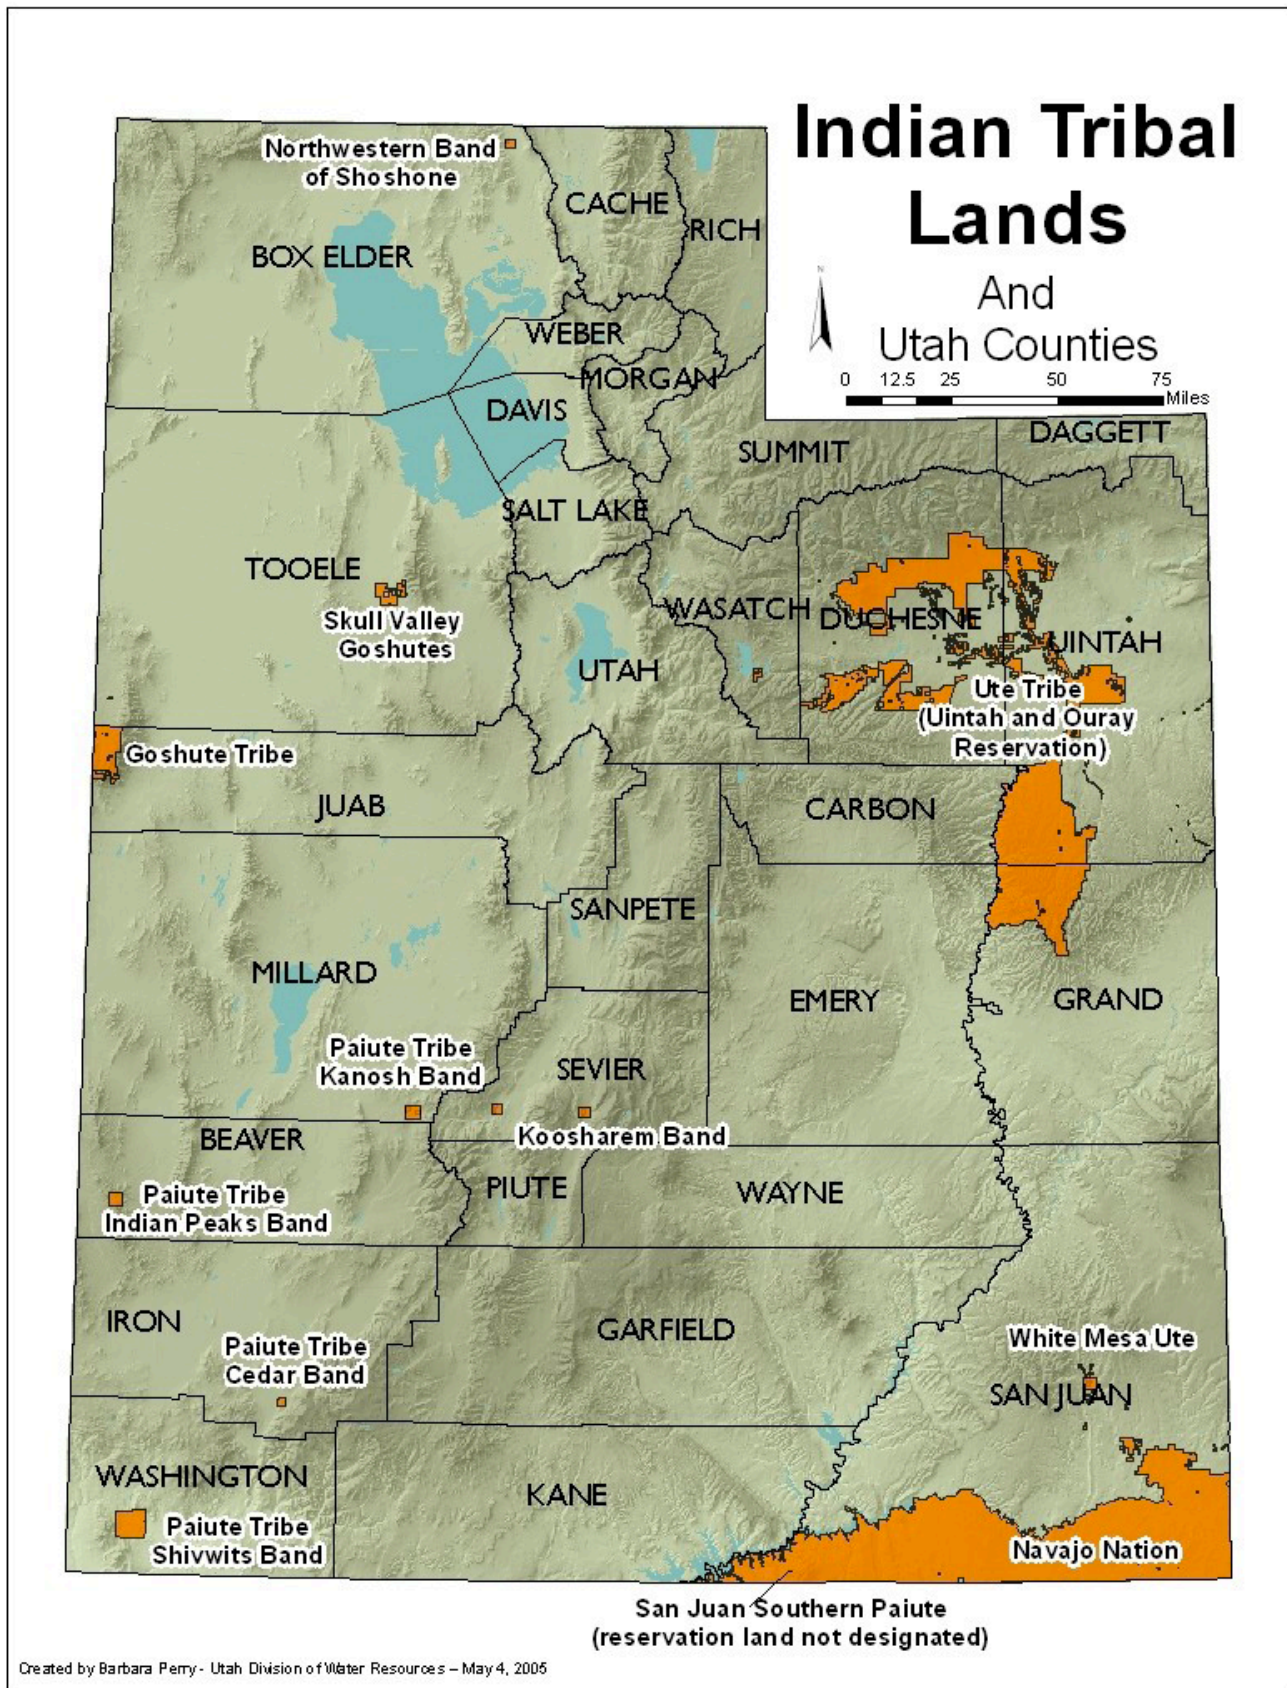 Indian Tribal
Lands
And
Utah Counties
N
0 12.5 25 50 75
Miles
Northwestern Band
of Shoshone
CACHE
RICH
BOX ELDER
WEBER
MORGAN
DAVIS
SUMMIT
DAGGETT
SALT LAKE
TOOELE
Skull Valley
Goshutes
WASATCH
DUCHESNE
UINTAH
UTAH
Ute Tribe
(Uintah and Ouray
Reservation)
Goshute Tribe
JUAB
CARBON
SANPETE
MILLARD
EMERY
GRAND
Paiute Tribe
Kanosh Band
SEVIER
Koosharem Band
BEAVER
Paiute Tribe
Indian Peaks Band
PIUTE
WAYNE
IRON
GARFIELD
Paiute Tribe
Cedar Band
White Mesa Ute
SAN JUAN
WASHINGTON
KANE
Paiute Tribe
Shivwits Band
Navajo Nation
San Juan Southern Paiute
(reservation land not designated)
Created by Barbara Perry - Utah Division of Water Resources – May 4, 2005